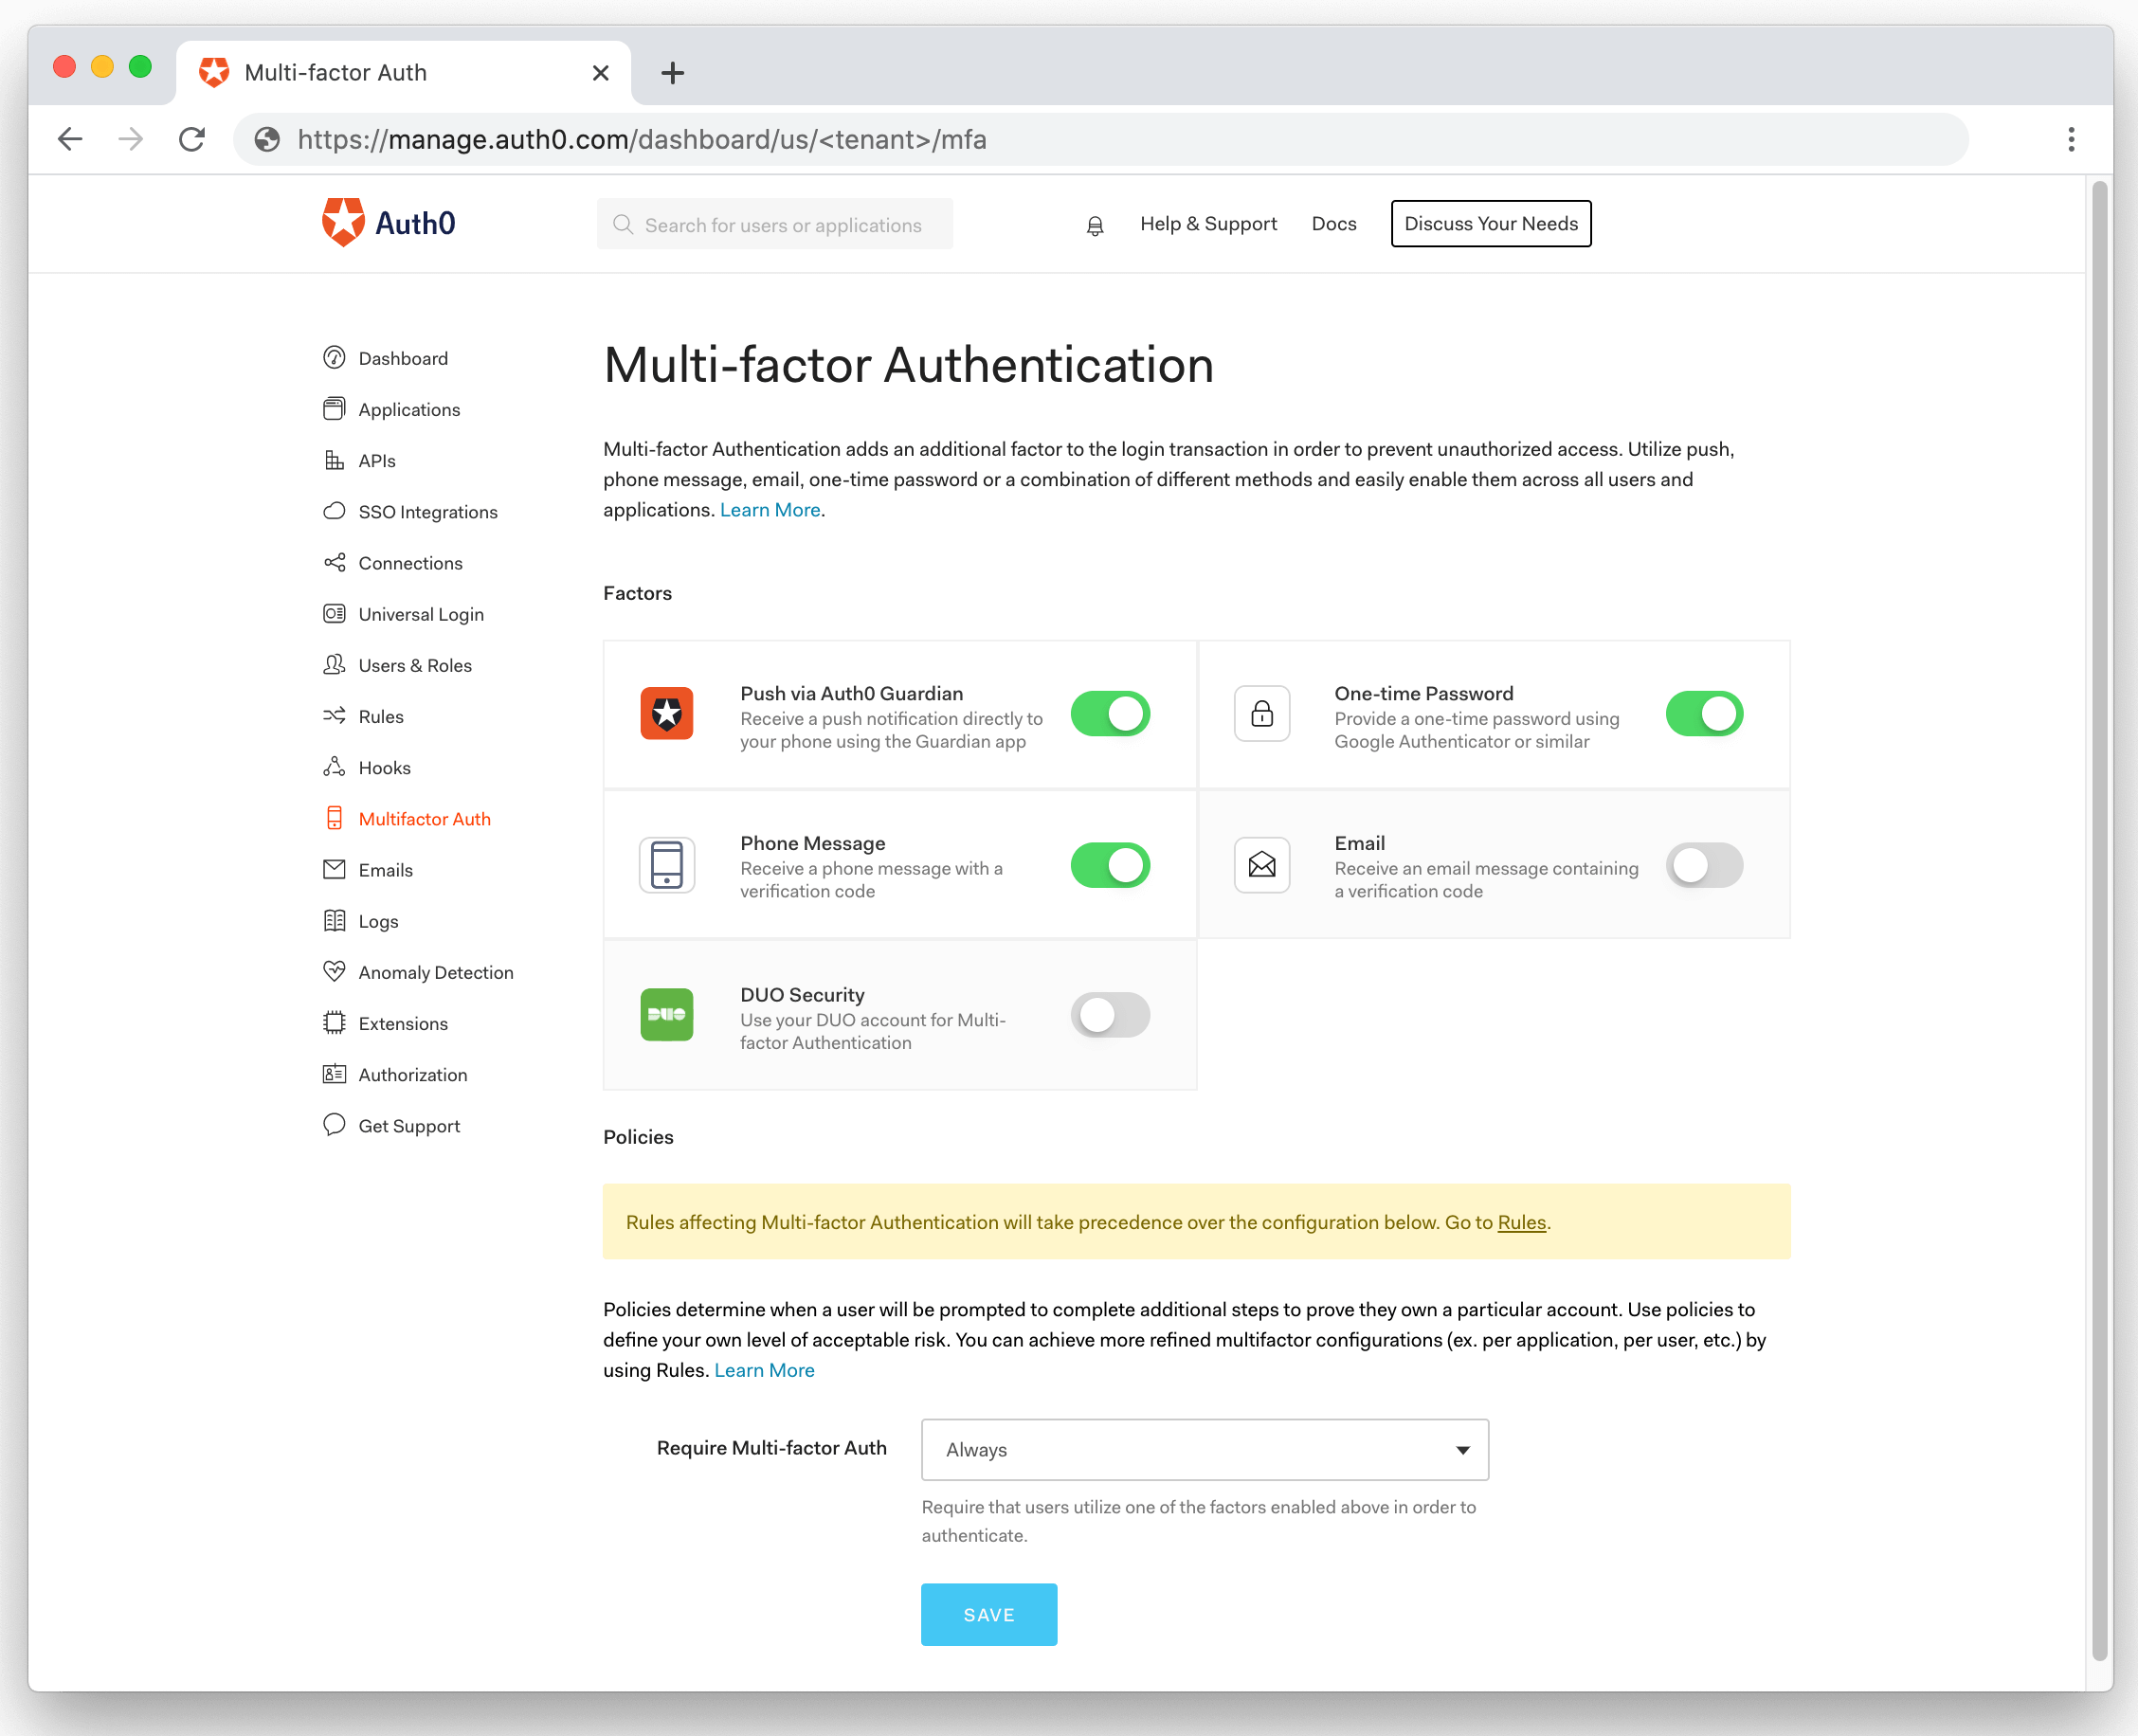 Multi-factor Auth
https://manage.auth0.com/dashboard/us/<tenant>/mfa
Auth0
Search for users or applications
Help & Support
Docs
Discuss Your Needs
Dashboard
Applications
APIs
SSO Integrations
Connections
Universal Login
Users & Roles
Rules
Hooks
Multifactor Auth
Emails
Logs
Anomaly Detection
Extensions
Authorization
Get Support
Multi-factor Authentication
Multi-factor Authentication adds an additional factor to the login transaction in order to prevent unauthorized access. Utilize push,
phone message, email, one-time password or a combination of different methods and easily enable them across all users and
applications. Learn More.
Factors
Push via Auth0 Guardian
Receive a push notification directly to
your phone using the Guardian app
One-time Password
Provide a one-time password using
Google Authenticator or similar
Phone Message
Receive a phone message with a
verification code
Email
Receive an email message containing
a verification code
DUO
DUO Security
Use your DUO account for Multi-
factor Authentication
Policies
Rules affecting Multi-factor Authentication will take precedence over the configuration below. Go to Rules.
Policies determine when a user will be prompted to complete additional steps to prove they own a particular account. Use policies to
define your own level of acceptable risk. You can achieve more refined multifactor configurations (ex. per application, per user, etc.) by
using Rules. Learn More
Require Multi-factor Auth
Always
Require that users utilize one of the factors enabled above in order to
authenticate.
SAVE